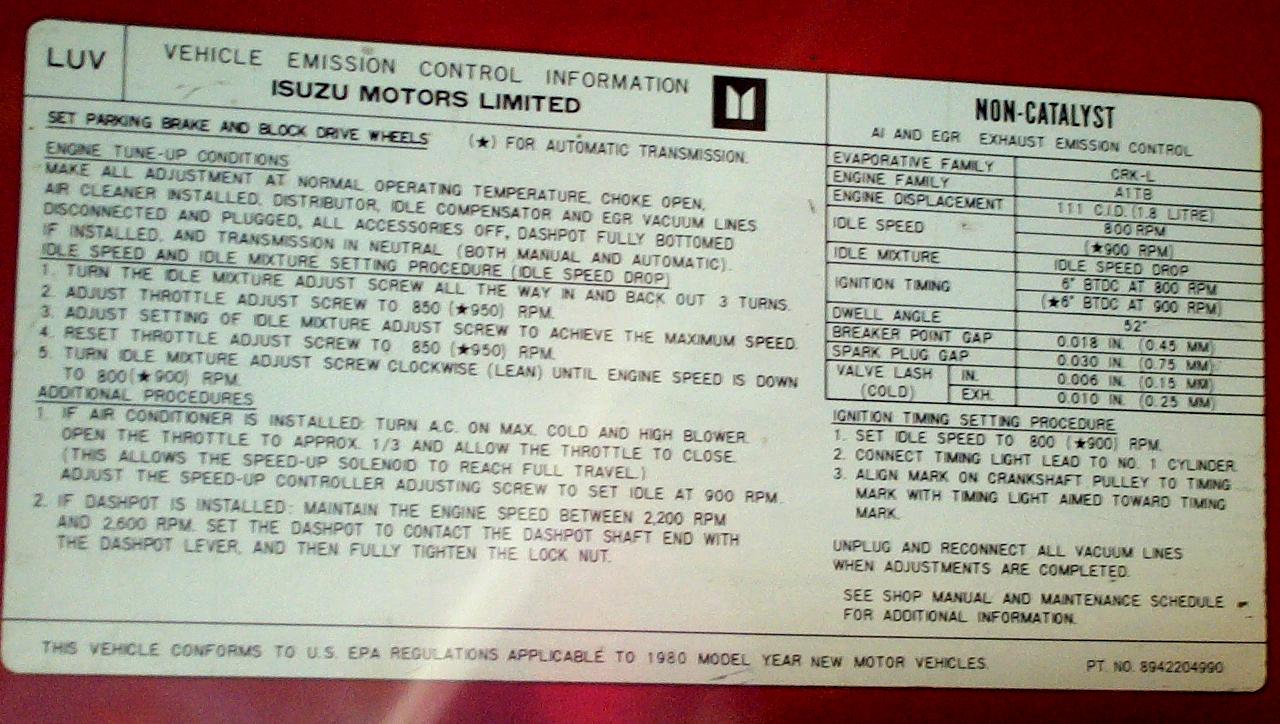 LUV
VEHICLE EMISSION CONTROL INFORMATION
ISUZU MOTORS LIMITED
SET PARKING BRAKE AND BLOCK DRIVE WHEELS (★) FOR AUTOMATIC TRANSMISSION.
ENGINE TUNE-UP CONDITIONS
MAKE ALL ADJUSTMENT AT NORMAL OPERATING TEMPERATURE, CHOKE OPEN,
AIR CLEANER INSTALLED, DISTRIBUTOR, IDLE COMPENSATOR AND EGR VACUUM LINES
DISCONNECTED AND PLUGGED, ALL ACCESSORIES OFF, DASHPOT FULLY BOTTOMED
IF INSTALLED, AND TRANSMISSION IN NEUTRAL (BOTH MANUAL AND AUTOMATIC).
IDLE SPEED AND IDLE MIXTURE SETTING PROCEDURE (IDLE SPEED DROP)
1. TURN THE IDLE MIXTURE ADJUST SCREW ALL THE WAY IN AND BACK OUT 3 TURNS.
2. ADJUST THROTTLE ADJUST SCREW TO 850 (★950) RPM.
3. ADJUST SETTING OF IDLE MIXTURE ADJUST SCREW TO ACHIEVE THE MAXIMUM SPEED.
4. RESET THROTTLE ADJUST SCREW TO 850 (★950) RPM.
5. TURN IDLE MIXTURE ADJUST SCREW CLOCKWISE (LEAN) UNTIL ENGINE SPEED IS DOWN
TO 800(★900) RPM.
ADDITIONAL PROCEDURES
1. IF AIR CONDITIONER IS INSTALLED: TURN A.C. ON MAX. COLD AND HIGH BLOWER.
OPEN THE THROTTLE TO APPROX. 1/3 AND ALLOW THE THROTTLE TO CLOSE.
(THIS ALLOWS THE SPEED-UP SOLENOID TO REACH FULL TRAVEL.)
ADJUST THE SPEED-UP CONTROLLER ADJUSTING SCREW TO SET IDLE AT 900 RPM.
2. IF DASHPOT IS INSTALLED: MAINTAIN THE ENGINE SPEED BETWEEN 2,200 RPM
AND 2,600 RPM. SET THE DASHPOT TO CONTACT THE DASHPOT SHAFT END WITH
THE DASHPOT LEVER, AND THEN FULLY TIGHTEN THE LOCK NUT.
NON-CATALYST
AI AND EGR EXHAUST EMISSION CONTROL
EVAPORATIVE FAMILY CRK-L
ENGINE FAMILY A1TB
ENGINE DISPLACEMENT 111 C.I.D. (1.8 LITRE)
IDLE SPEED 800 RPM
(★900 RPM)
IDLE MIXTURE IDLE SPEED DROP
IGNITION TIMING 6° BTDC AT 800 RPM
(★6° BTDC AT 900 RPM)
DWELL ANGLE 52°
BREAKER POINT GAP 0.018 IN. (0.45 MM)
SPARK PLUG GAP 0.030 IN. (0.75 MM)
VALVE LASH IN. 0.006 IN. (0.15 MM)
(COLD) EXH. 0.010 IN. (0.25 MM)
IGNITION TIMING SETTING PROCEDURE
1. SET IDLE SPEED TO 800 (★900) RPM.
2. CONNECT TIMING LIGHT LEAD TO NO. 1 CYLINDER.
3. ALIGN MARK ON CRANKSHAFT PULLEY TO TIMING
MARK WITH TIMING LIGHT AIMED TOWARD TIMING
MARK.
UNPLUG AND RECONNECT ALL VACUUM LINES
WHEN ADJUSTMENTS ARE COMPLETED.
SEE SHOP MANUAL AND MAINTENANCE SCHEDULE
FOR ADDITIONAL INFORMATION.
THIS VEHICLE CONFORMS TO U.S. EPA REGULATIONS APPLICABLE TO 1980 MODEL YEAR NEW MOTOR VEHICLES.
PT. NO. 8942204990